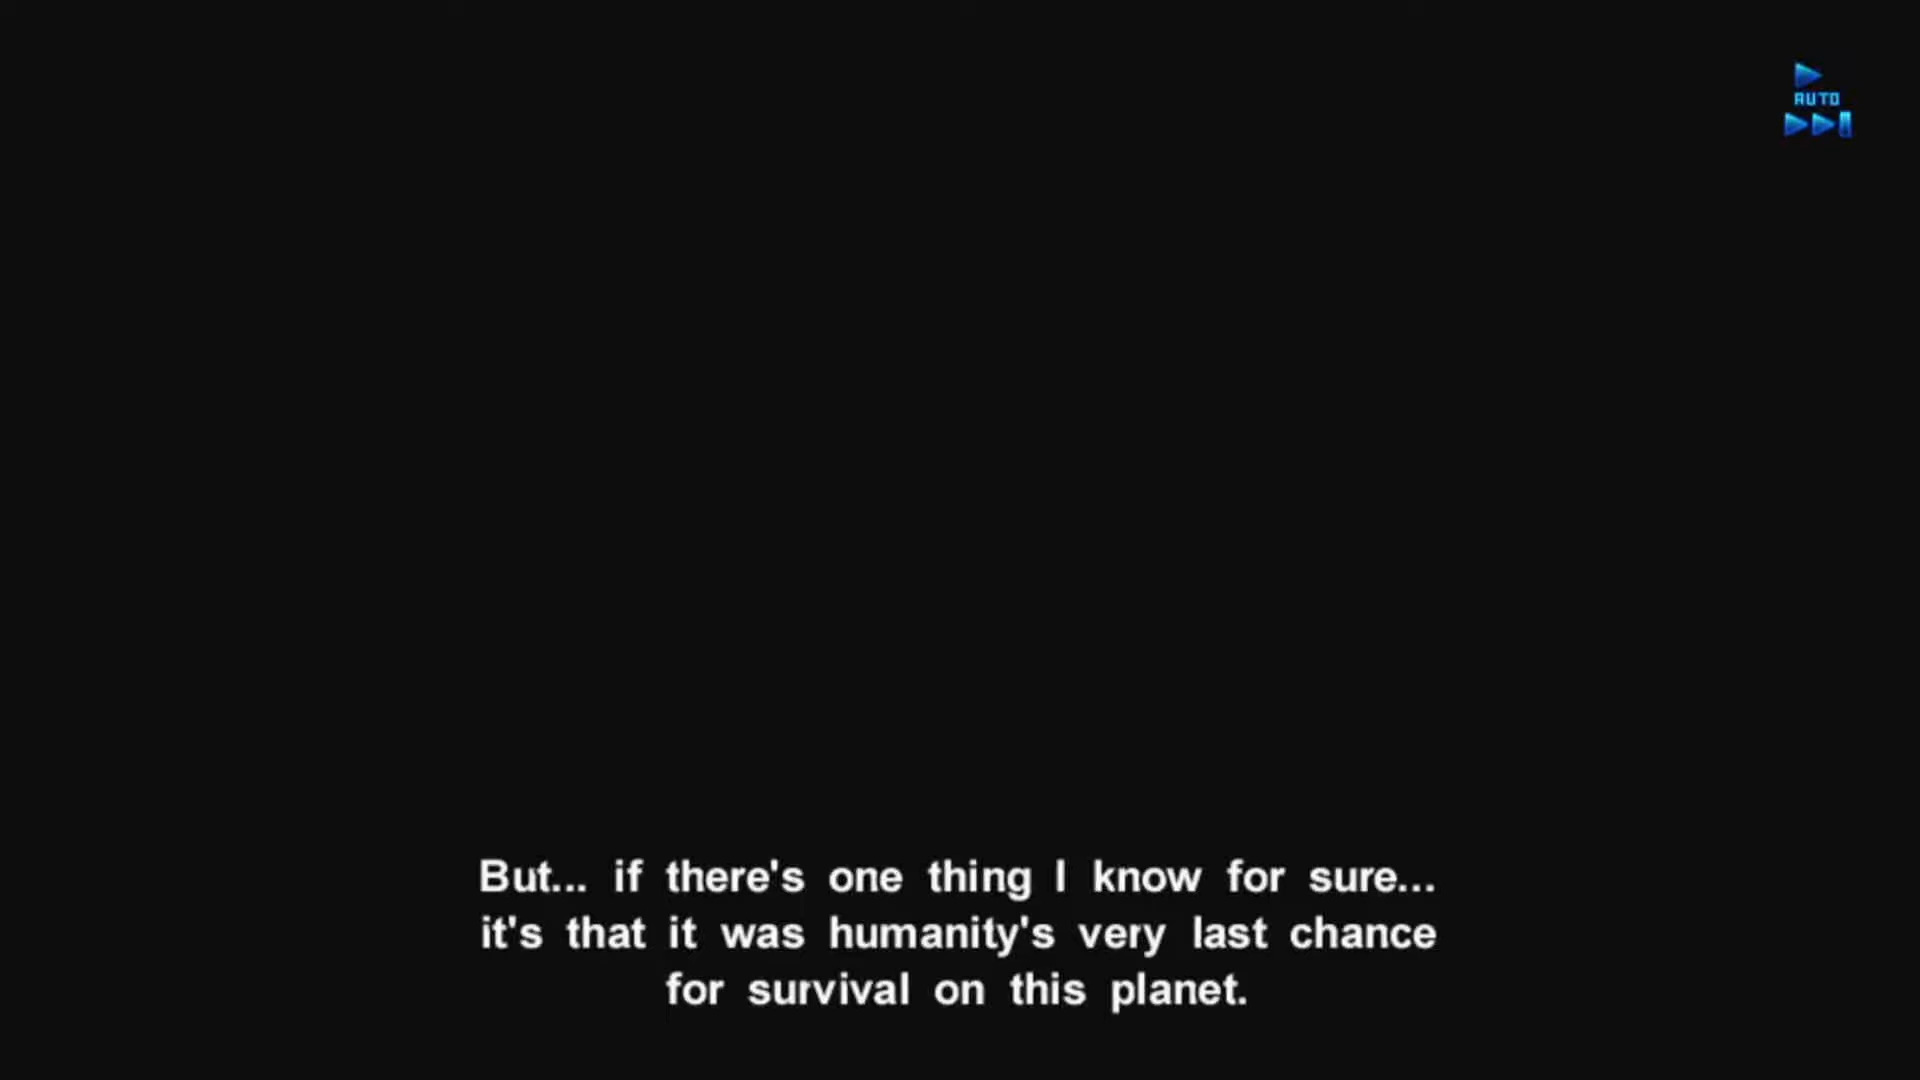 AUTO
But... if there's one thing I know for sure...
it's that it was humanity's very last chance
for survival on this planet.